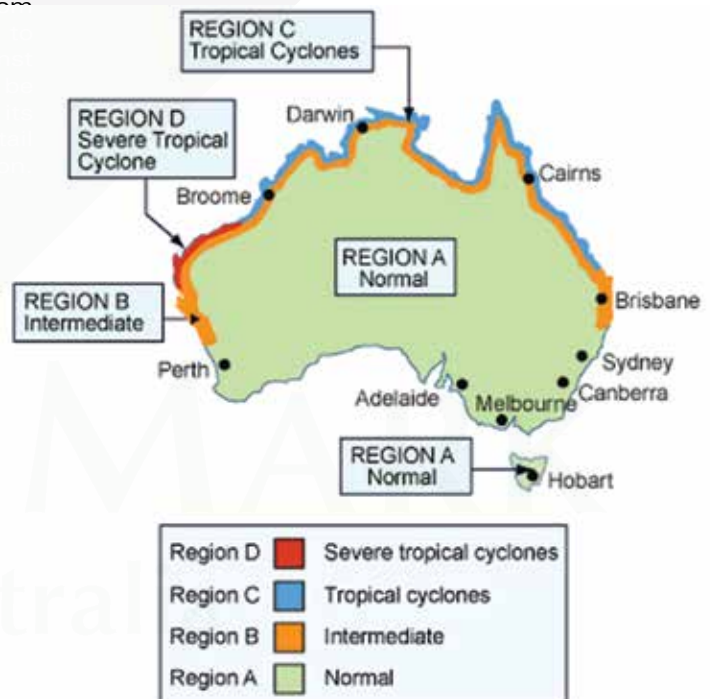 REGION C
Tropical Cyclones
REGION D
Severe Tropical
Cyclone
Darwin
Broome
Cairns
REGION A
Normal
REGION B
Intermediate
Brisbane
Perth
Sydney
Adelaide
Melbourne
Canberra
REGION A
Normal
Hobart
Region D Severe tropical cyclones
Region C Tropical cyclones
Region B Intermediate
Region A Normal